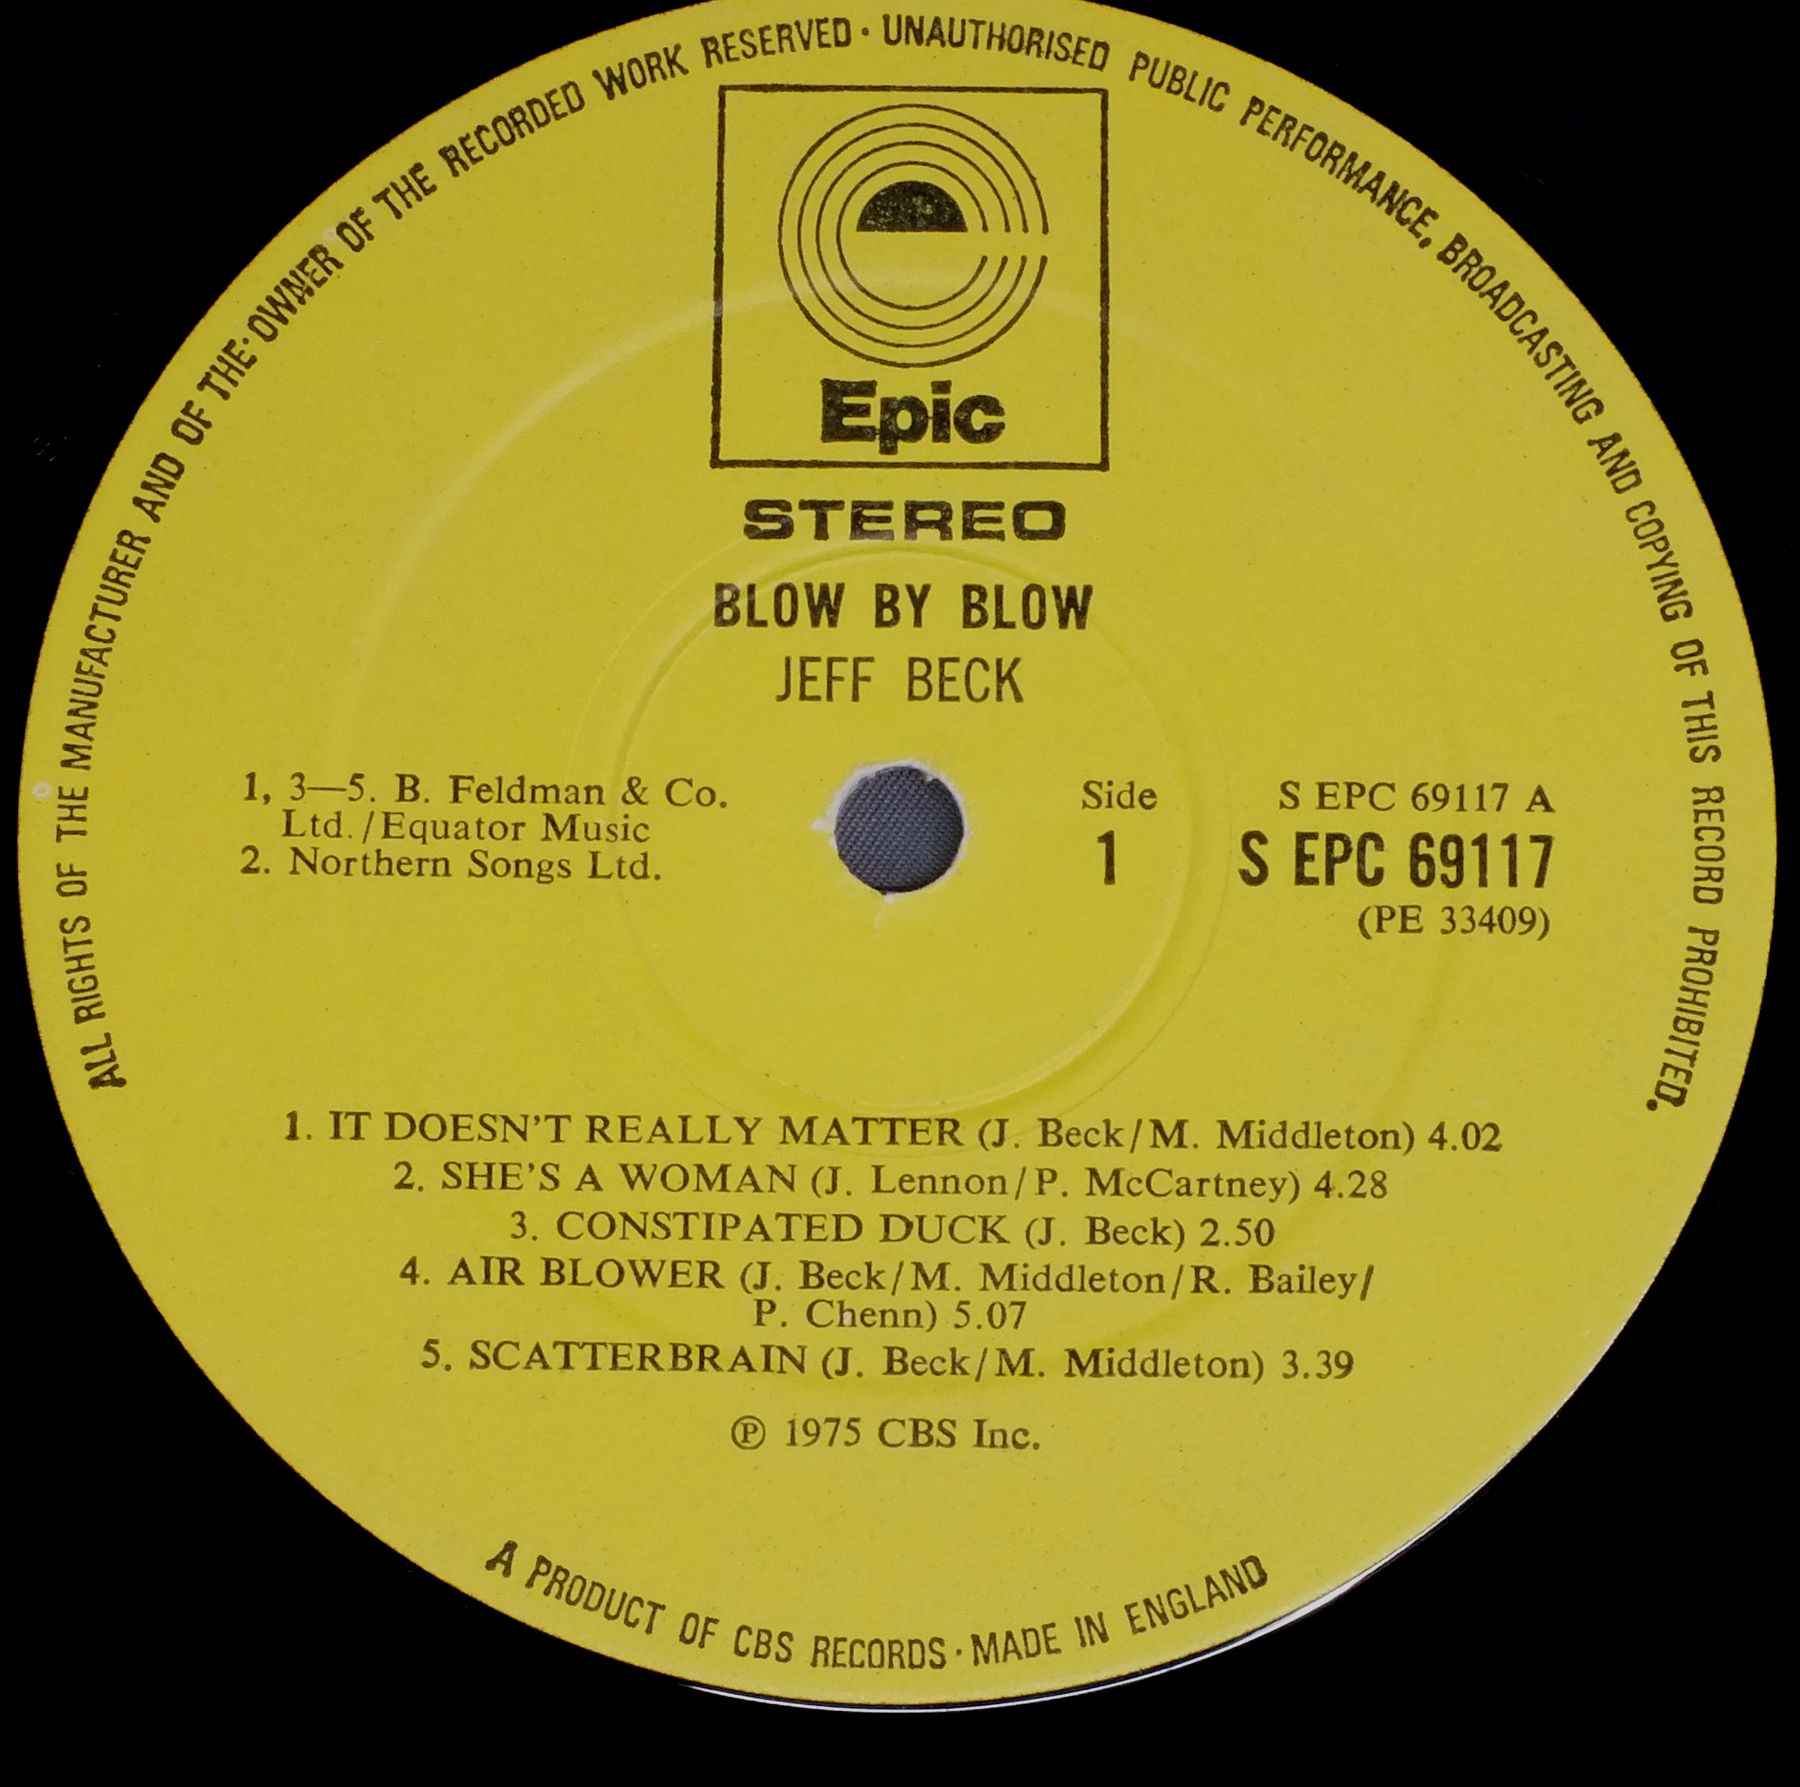 ALL RIGHTS OF THE MANUFACTURER AND OF THE OWNER OF THE RECORDED WORK RESERVED · UNAUTHORISED PUBLIC PERFORMANCE, BROADCASTING AND COPYING OF THIS RECORD PROHIBITED.
Epic
STEREO
BLOW BY BLOW
JEFF BECK
1, 3—5. B. Feldman & Co.
Ltd./Equator Music
2. Northern Songs Ltd.
Side
1
S EPC 69117 A
S EPC 69117
(PE 33409)
1. IT DOESN'T REALLY MATTER (J. Beck/M. Middleton) 4.02
2. SHE'S A WOMAN (J. Lennon/P. McCartney) 4.28
3. CONSTIPATED DUCK (J. Beck) 2.50
4. AIR BLOWER (J. Beck/M. Middleton/R. Bailey/
P. Chenn) 5.07
5. SCATTERBRAIN (J. Beck/M. Middleton) 3.39
℗ 1975 CBS Inc.
A PRODUCT OF CBS RECORDS · MADE IN ENGLAND